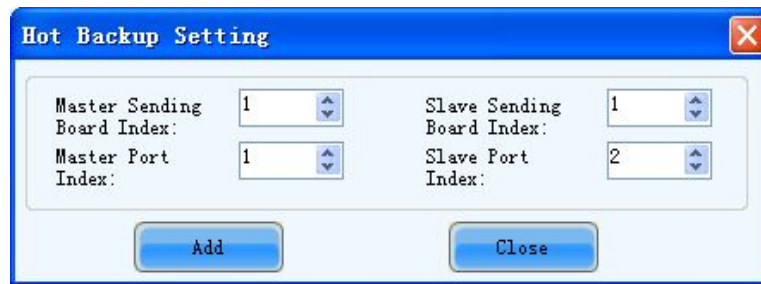 Hot Backup Setting
Master Sending Board Index: 1
Slave Sending Board Index: 1
Master Port Index: 1
Slave Port Index: 2
Add
Close